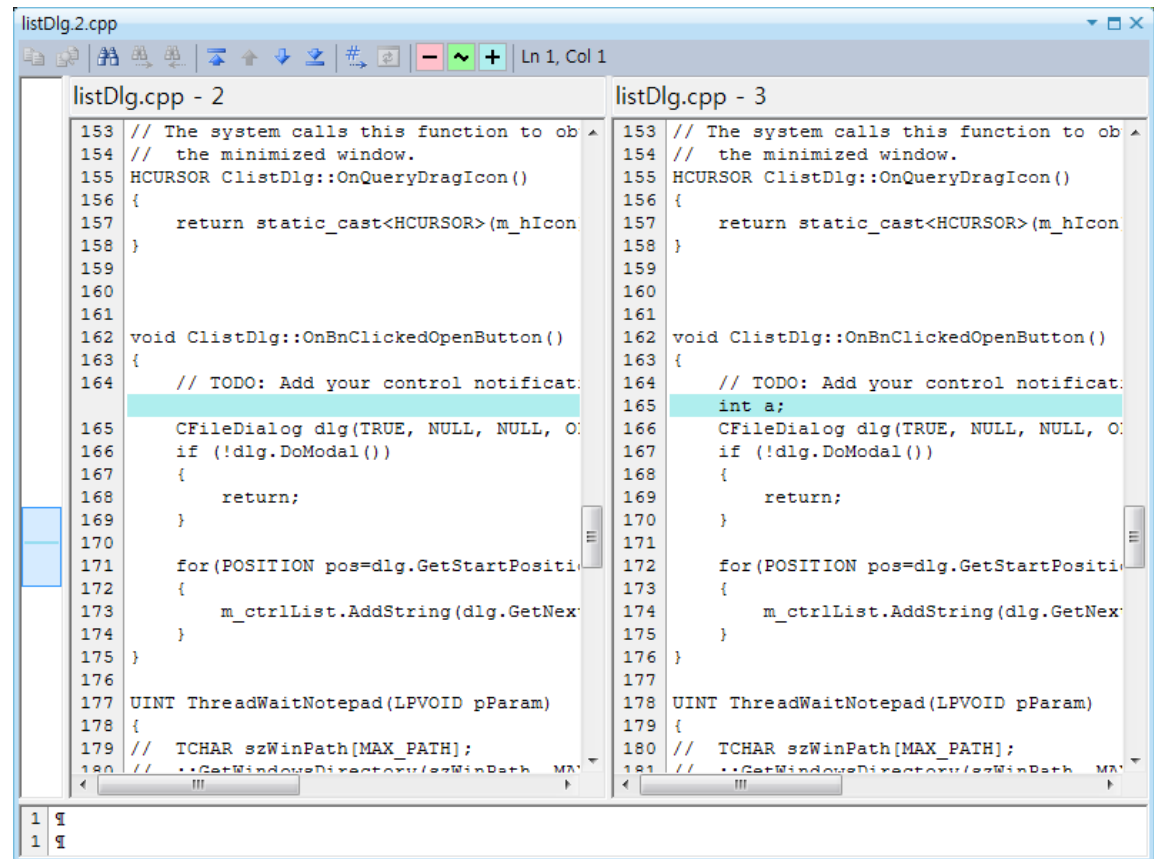 listDlg.2.cpp
Ln 1, Col 1
listDlg.cpp - 2
153 // The system calls this function to ob
154 //  the minimized window.
155 HCURSOR ClistDlg::OnQueryDragIcon()
156 {
157     return static_cast<HCURSOR>(m_hIcon
158 }
159
160
161
162 void ClistDlg::OnBnClickedOpenButton()
163 {
164     // TODO: Add your control notificat
165     CFileDialog dlg(TRUE, NULL, NULL, O
166     if (!dlg.DoModal())
167     {
168         return;
169     }
170
171     for(POSITION pos=dlg.GetStartPositi
172     {
173         m_ctrlList.AddString(dlg.GetNex
174     }
175 }
176
177 UINT ThreadWaitNotepad(LPVOID pParam)
178 {
179 //  TCHAR szWinPath[MAX_PATH];
180 //  ::GetWindowsDirectory(szWinPath, MA
listDlg.cpp - 3
153 // The system calls this function to ob
154 //  the minimized window.
155 HCURSOR ClistDlg::OnQueryDragIcon()
156 {
157     return static_cast<HCURSOR>(m_hIcon
158 }
159
160
161
162 void ClistDlg::OnBnClickedOpenButton()
163 {
164     // TODO: Add your control notificat
165     int a;
166     CFileDialog dlg(TRUE, NULL, NULL, O
167     if (!dlg.DoModal())
168     {
169         return;
170     }
171
172     for(POSITION pos=dlg.GetStartPositi
173     {
174         m_ctrlList.AddString(dlg.GetNex
175     }
176 }
177
178 UINT ThreadWaitNotepad(LPVOID pParam)
179 {
180 //  TCHAR szWinPath[MAX_PATH];
181 //  ::GetWindowsDirectory(szWinPath, MA
1 ¶
1 ¶